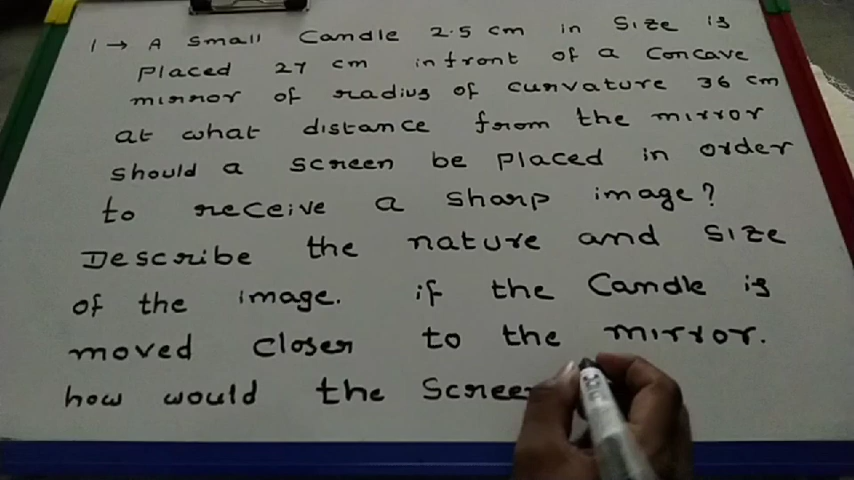 1 → A Small Candle 2.5 cm in Size is
Placed 27 cm infront of a Concave
mirror of radius of curvature 36 cm
at what distance from the mirror
should a screen be placed in order
to receive a sharp image?
Describe the nature and size
of the image. if the Candle is
moved closer to the mirror.
how would the Screen